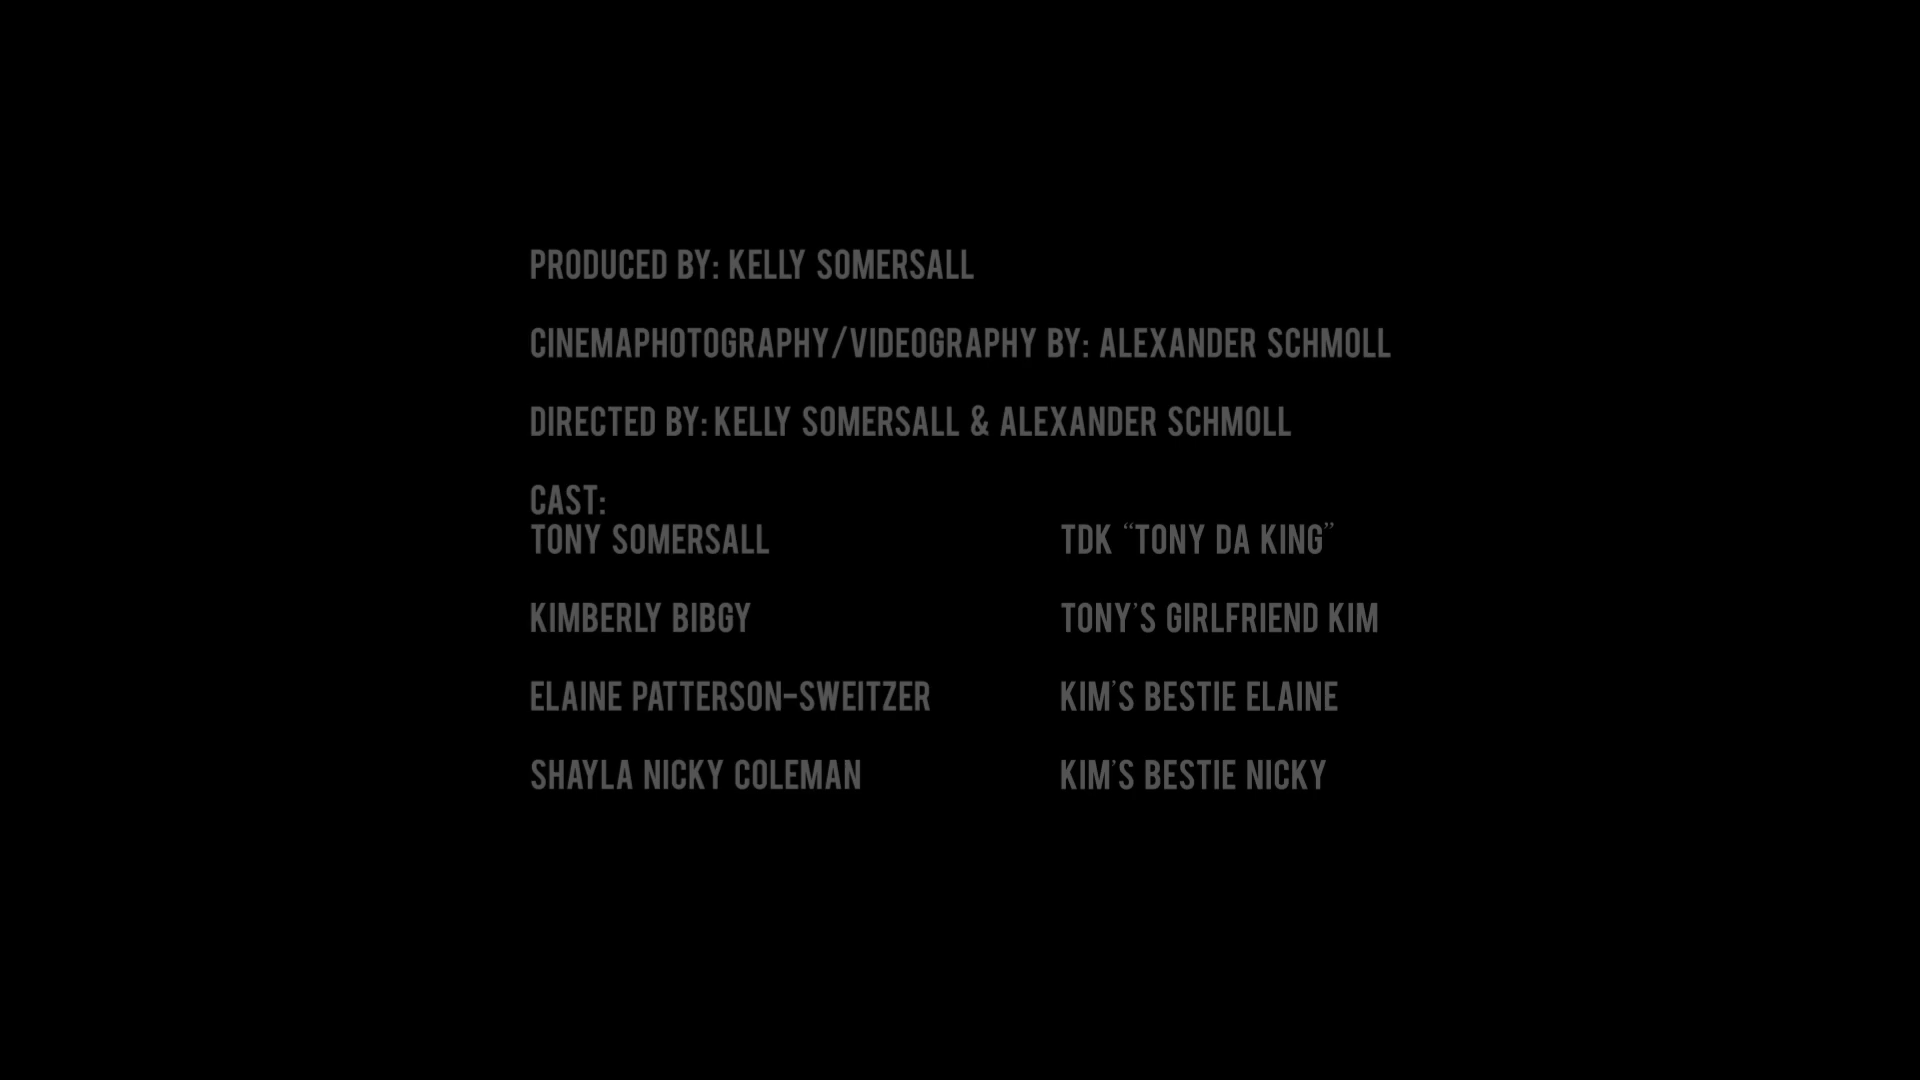 PRODUCED BY: KELLY SOMERSALL
CINEMAPHOTOGRAPHY/VIDEOGRAPHY BY: ALEXANDER SCHMOLL
DIRECTED BY: KELLY SOMERSALL & ALEXANDER SCHMOLL
CAST:
TONY SOMERSALL TDK “TONY DA KING”
KIMBERLY BIBGY TONY’S GIRLFRIEND KIM
ELAINE PATTERSON-SWEITZER KIM’S BESTIE ELAINE
SHAYLA NICKY COLEMAN KIM’S BESTIE NICKY